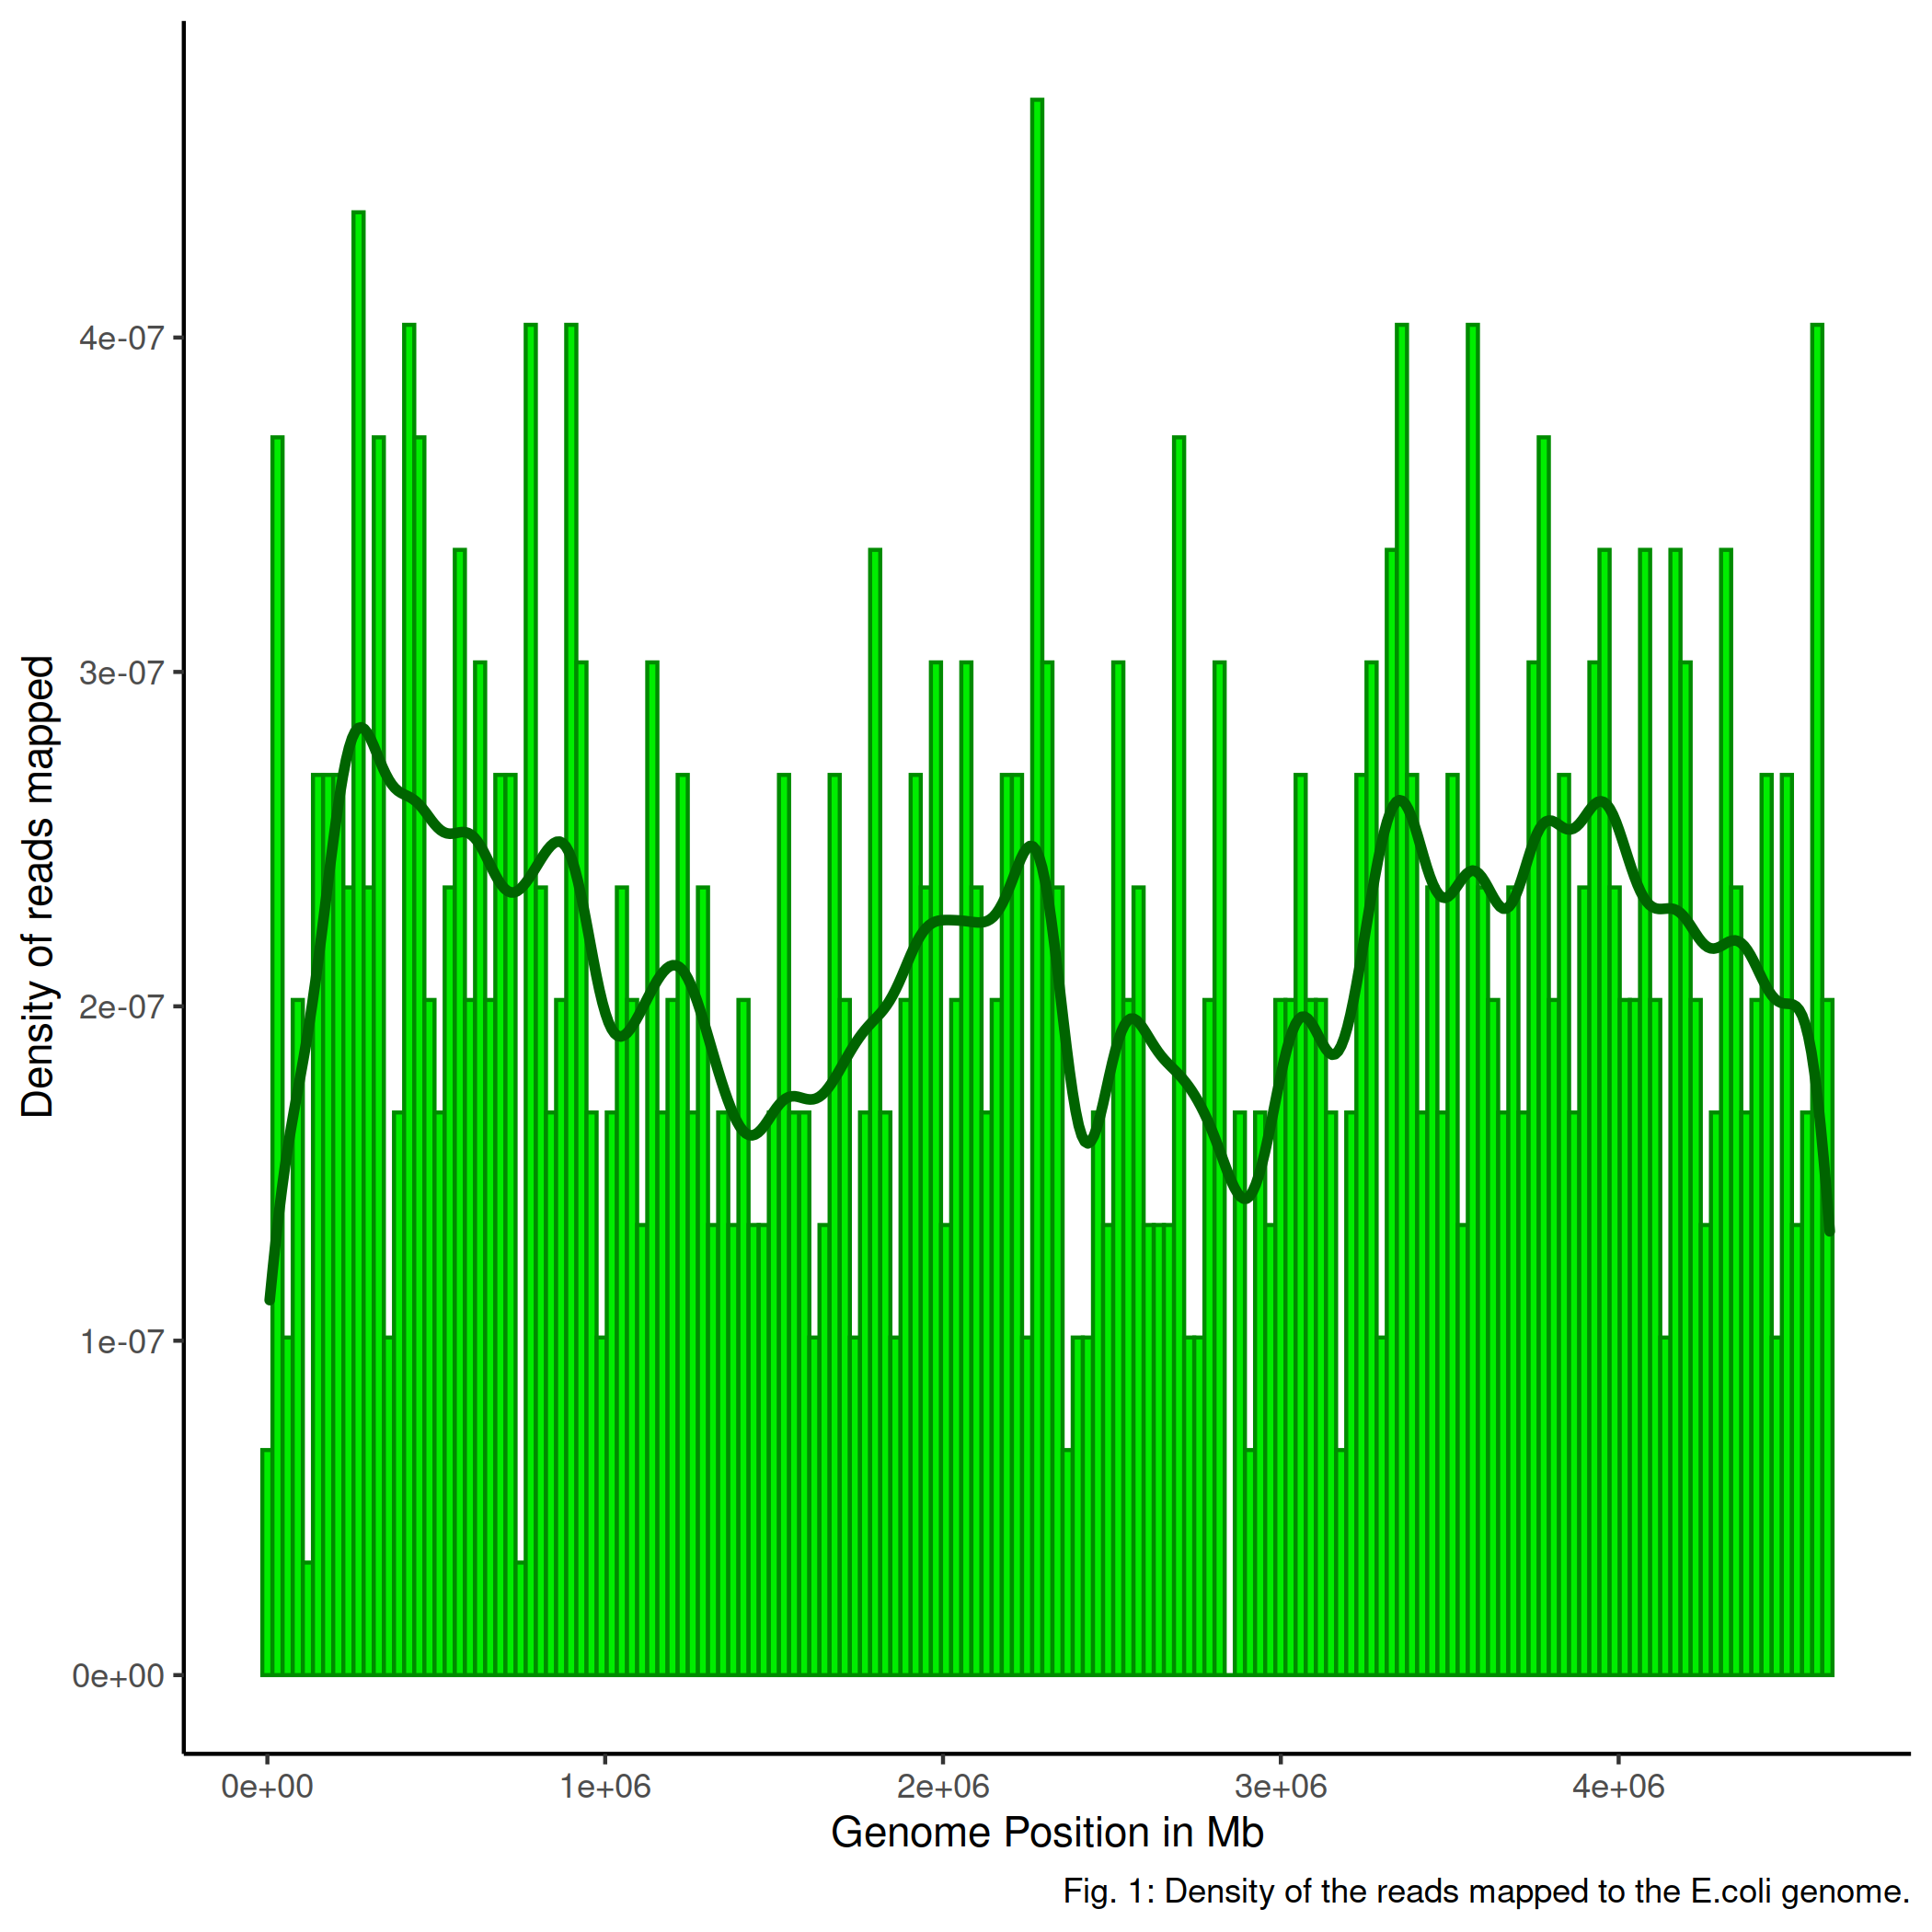 Density of reads mapped
4e-07
3e-07
2e-07
1e-07
0e+00
0e+00 1e+06 2e+06 3e+06 4e+06
Genome Position in Mb
Fig. 1: Density of the reads mapped to the E.coli genome.